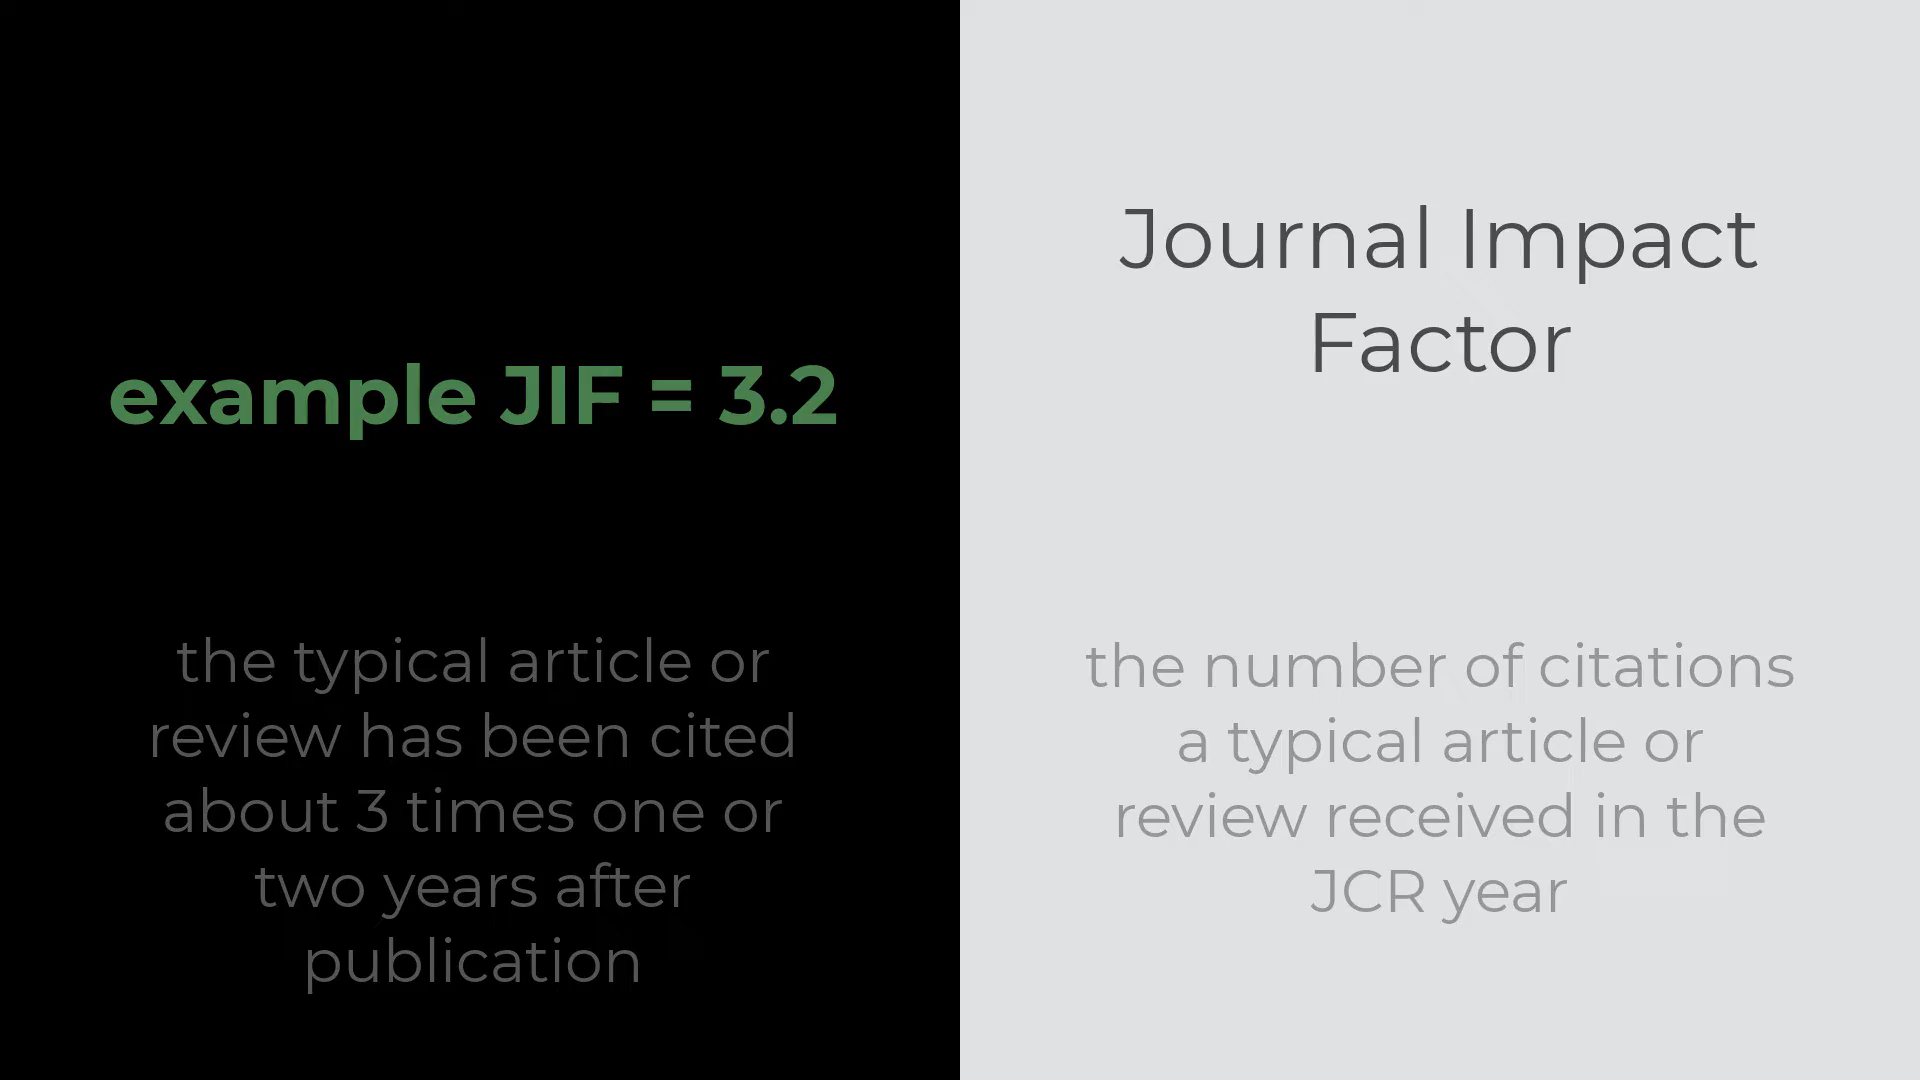 example JIF = 3.2
the typical article or
review has been cited
about 3 times one or
two years after
publication
Journal Impact
Factor
the number of citations
a typical article or
review received in the
JCR year